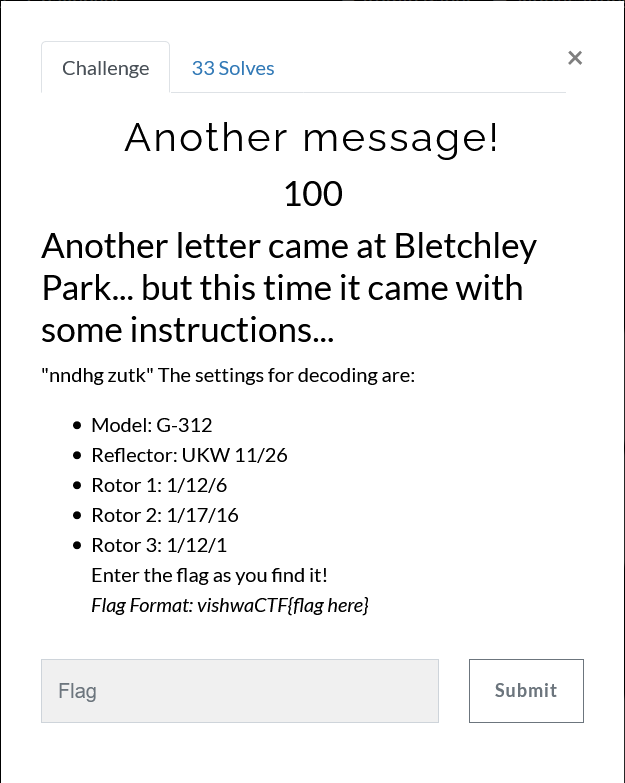 Challenge
33 Solves
×
Another message!
100
Another letter came at Bletchley
Park... but this time it came with
some instructions...
"nndhg zutk" The settings for decoding are:
• Model: G-312
• Reflector: UKW 11/26
• Rotor 1: 1/12/6
• Rotor 2: 1/17/16
• Rotor 3: 1/12/1
Enter the flag as you find it!
Flag Format: vishwaCTF{flag here}
Flag
Submit